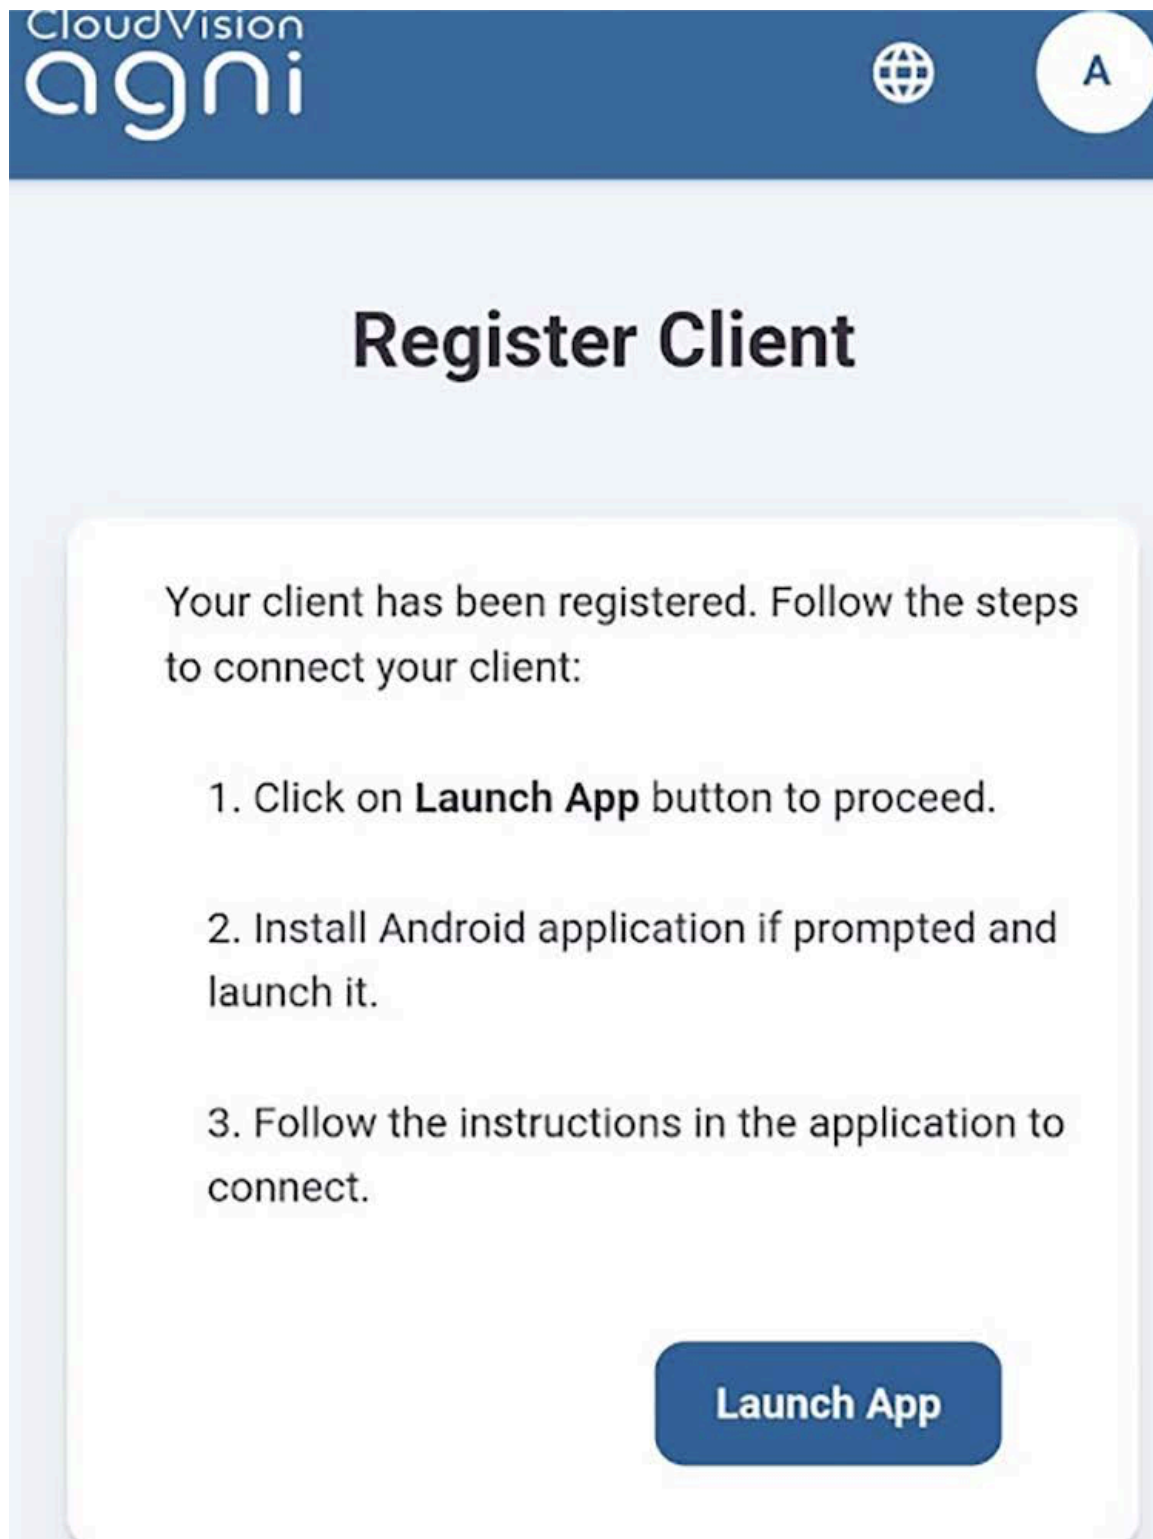 CloudVision
agni
A
Register Client
Your client has been registered. Follow the steps
to connect your client:
1. Click on Launch App button to proceed.
2. Install Android application if prompted and
launch it.
3. Follow the instructions in the application to
connect.
Launch App